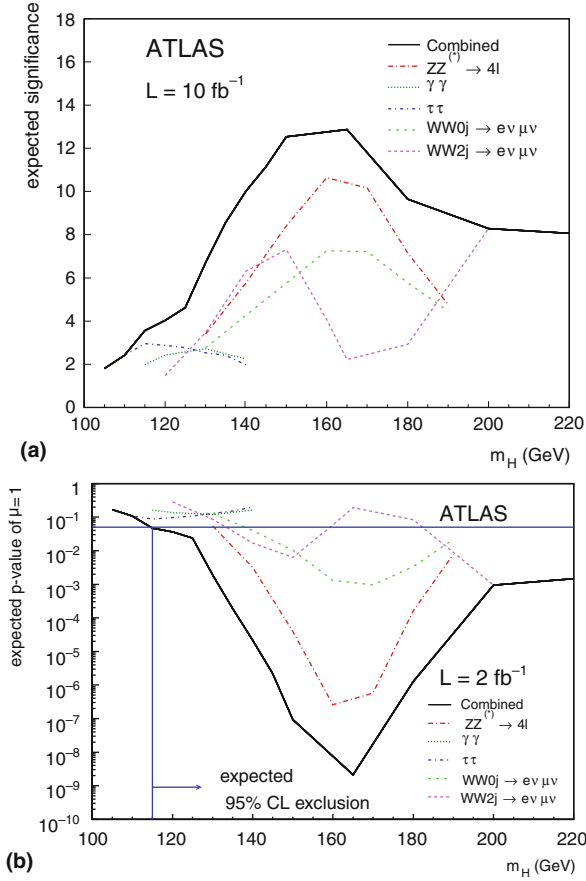 ATLAS
L = 10 fb⁻¹
Combined
ZZ⁽*⁾ → 4l
γ γ
τ τ
WW0j → eν μν
WW2j → eν μν
expected significance
18
16
14
12
10
8
6
4
2
0
100 120 140 160 180 200 220
m_H (GeV)
(a)
ATLAS
L = 2 fb⁻¹
Combined
ZZ⁽*⁾ → 4l
γ γ
τ τ
WW0j → eν μν
WW2j → eν μν
expected
95% CL exclusion
expected p-value of μ= 1
1
10⁻¹
10⁻²
10⁻³
10⁻⁴
10⁻⁵
10⁻⁶
10⁻⁷
10⁻⁸
10⁻⁹
10⁻¹⁰
100 120 140 160 180 200 220
m_H (GeV)
(b)